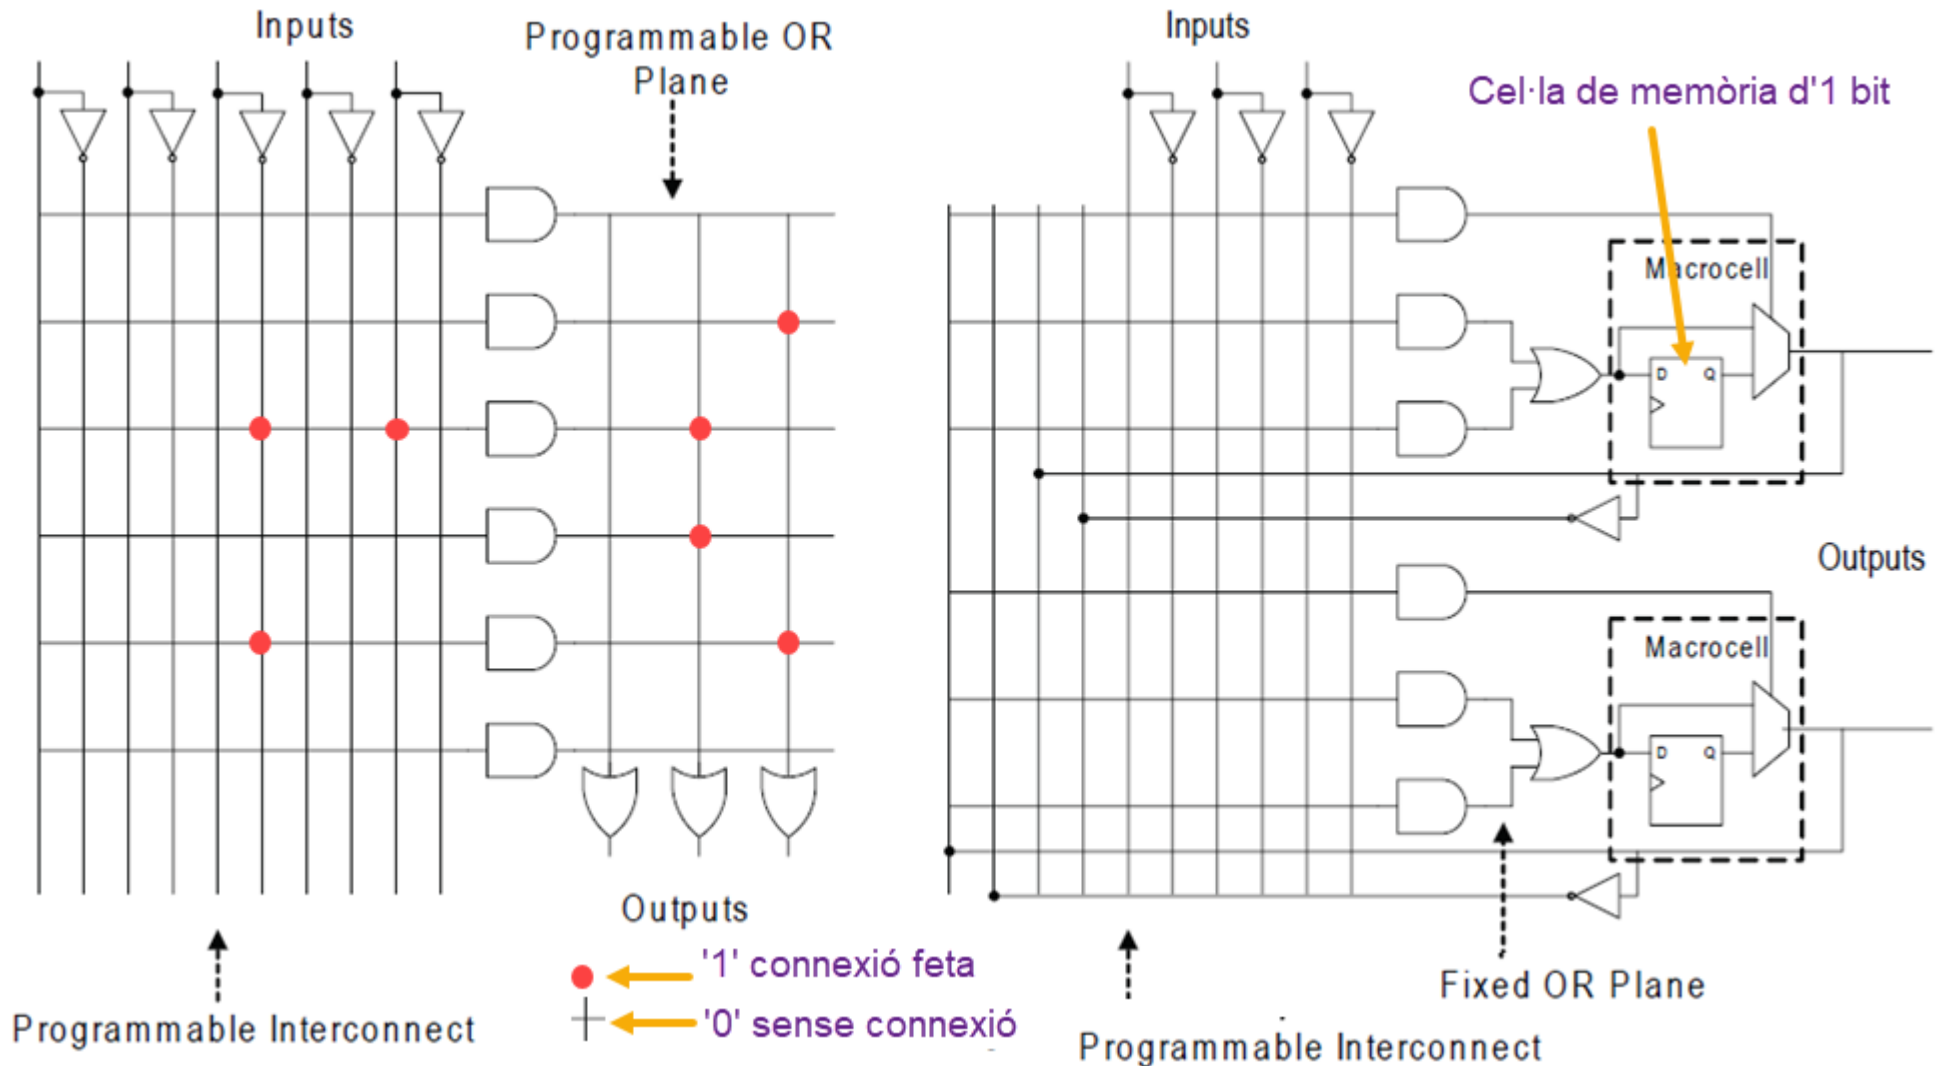 Inputs
Programmable OR
Plane
Inputs
Cel·la de memòria d'1 bit
Macrocell
D Q
Outputs
Macrocell
D Q
Outputs
'1' connexió feta
'0' sense connexió
Programmable Interconnect
Fixed OR Plane
Programmable Interconnect